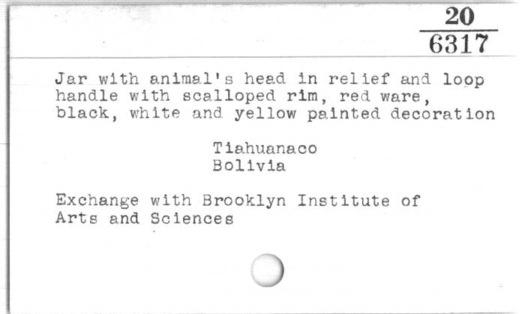 20
6317
Jar with animal's head in relief and loop
handle with scalloped rim, red ware,
black, white and yellow painted decoration
Tiahuanaco
Bolivia
Exchange with Brooklyn Institute of
Arts and Sciences